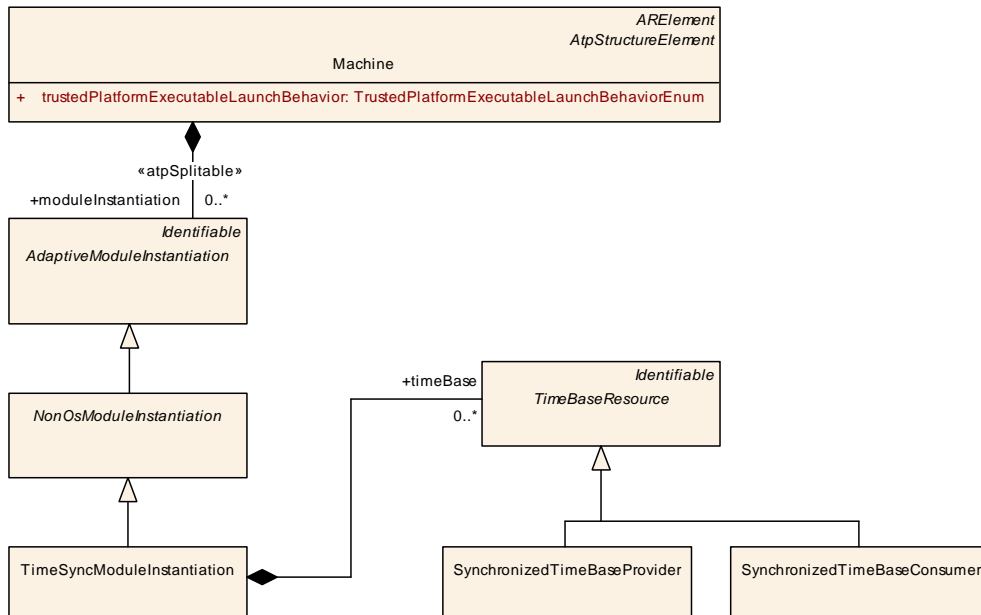 ARElement
AtpStructureElement
Machine
+ trustedPlatformExecutableLaunchBehavior: TrustedPlatformExecutableLaunchBehaviorEnum
«atpSplitable»
+moduleInstantiation 0..*
Identifiable
AdaptiveModuleInstantiation
Identifiable
TimeBaseResource
+timeBase
0..*
NonOsModuleInstantiation
TimeSyncModuleInstantiation
SynchronizedTimeBaseProvider
SynchronizedTimeBaseConsumer